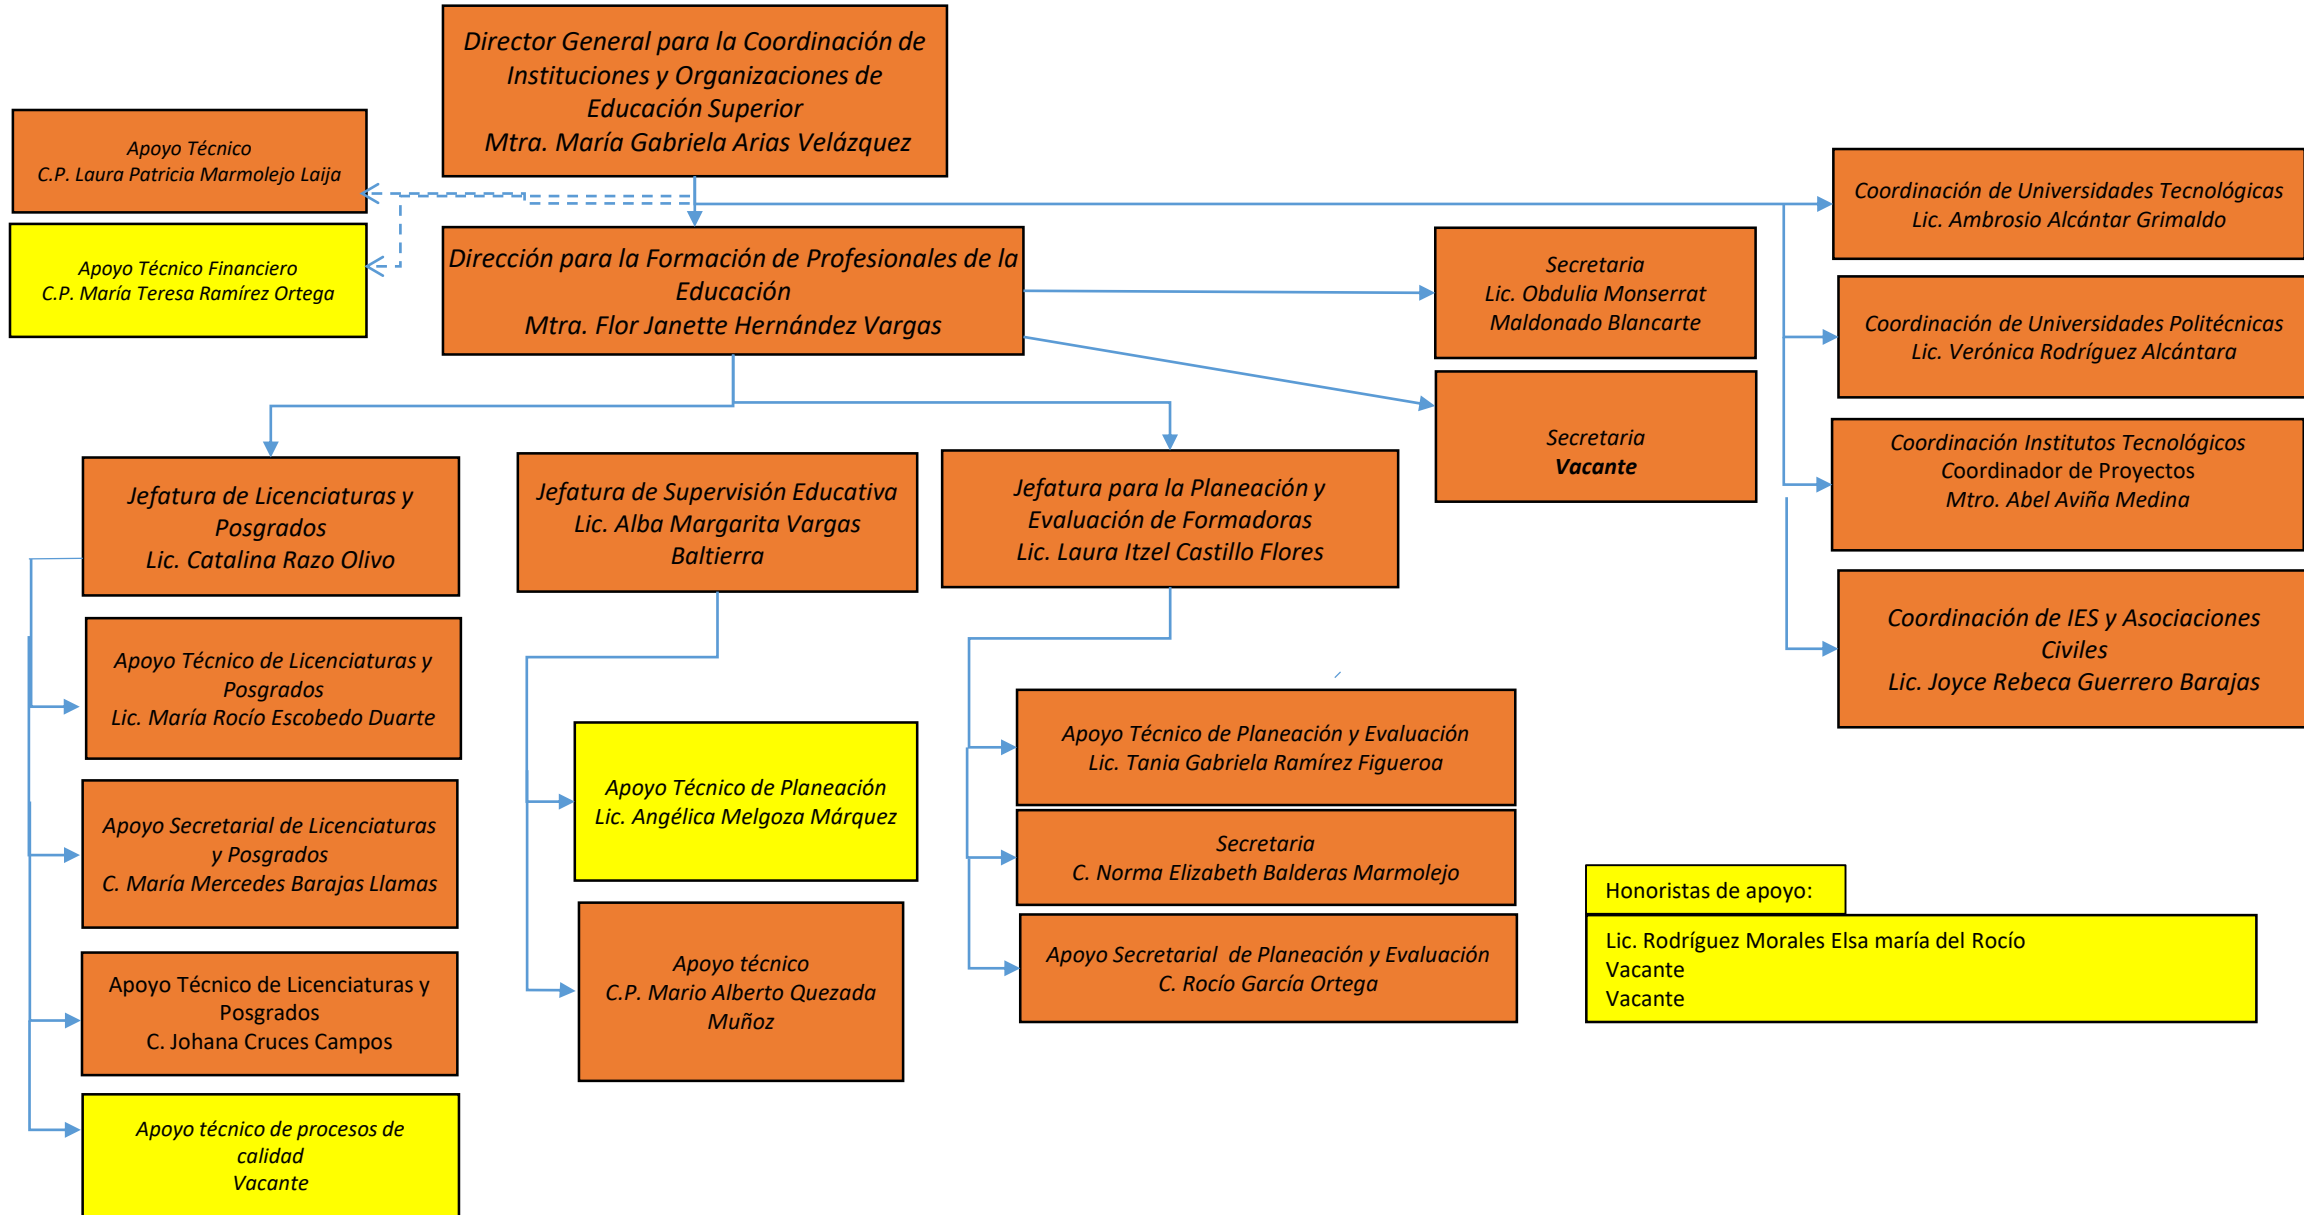 Director General para la Coordinación de
Instituciones y Organizaciones de
Educación Superior
Mtra. María Gabriela Arias Velázquez
Apoyo Técnico
C.P. Laura Patricia Marmolejo Laija
Apoyo Técnico Financiero
C.P. María Teresa Ramírez Ortega
Dirección para la Formación de Profesionales de la
Educación
Mtra. Flor Janette Hernández Vargas
Secretaria
Lic. Obdulia Monserrat
Maldonado Blancarte
Secretaria
Vacante
Coordinación de Universidades Tecnológicas
Lic. Ambrosio Alcántar Grimaldo
Coordinación de Universidades Politécnicas
Lic. Verónica Rodríguez Alcántara
Coordinación Institutos Tecnológicos
Coordinador de Proyectos
Mtro. Abel Aviña Medina
Coordinación de IES y Asociaciones
Civiles
Lic. Joyce Rebeca Guerrero Barajas
Jefatura de Licenciaturas y
Posgrados
Lic. Catalina Razo Olivo
Jefatura de Supervisión Educativa
Lic. Alba Margarita Vargas
Baltierra
Jefatura para la Planeación y
Evaluación de Formadoras
Lic. Laura Itzel Castillo Flores
Apoyo Técnico de Licenciaturas y
Posgrados
Lic. María Rocío Escobedo Duarte
Apoyo Secretarial de Licenciaturas
y Posgrados
C. María Mercedes Barajas Llamas
Apoyo Técnico de Licenciaturas y
Posgrados
C. Johana Cruces Campos
Apoyo técnico de procesos de
calidad
Vacante
Apoyo Técnico de Planeación
Lic. Angélica Melgoza Márquez
Apoyo técnico
C.P. Mario Alberto Quezada
Muñoz
Apoyo Técnico de Planeación y Evaluación
Lic. Tania Gabriela Ramírez Figueroa
Secretaria
C. Norma Elizabeth Balderas Marmolejo
Apoyo Secretarial de Planeación y Evaluación
C. Rocío García Ortega
Honoristas de apoyo:
Lic. Rodríguez Morales Elsa maría del Rocío
Vacante
Vacante